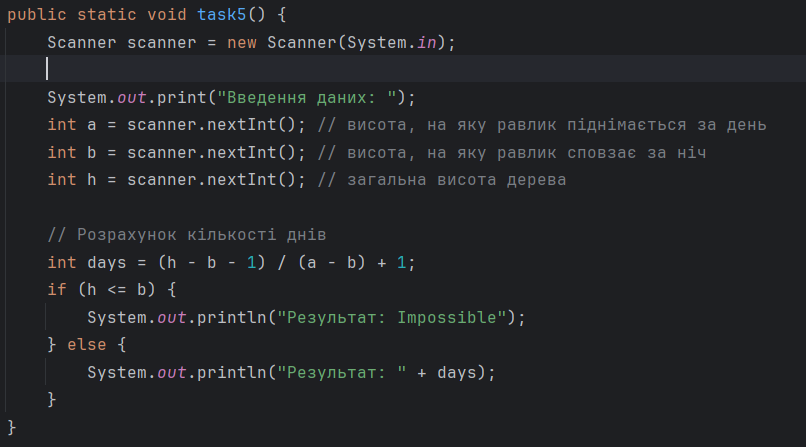 public static void task5() {
    Scanner scanner = new Scanner(System.in);

    System.out.print("Введення даних: ");
    int a = scanner.nextInt(); // висота, на яку равлик піднімається за день
    int b = scanner.nextInt(); // висота, на яку равлик сповзає за ніч
    int h = scanner.nextInt(); // загальна висота дерева

    // Розрахунок кількості днів
    int days = (h - b - 1) / (a - b) + 1;
    if (h <= b) {
        System.out.println("Результат: Impossible");
    } else {
        System.out.println("Результат: " + days);
    }
}